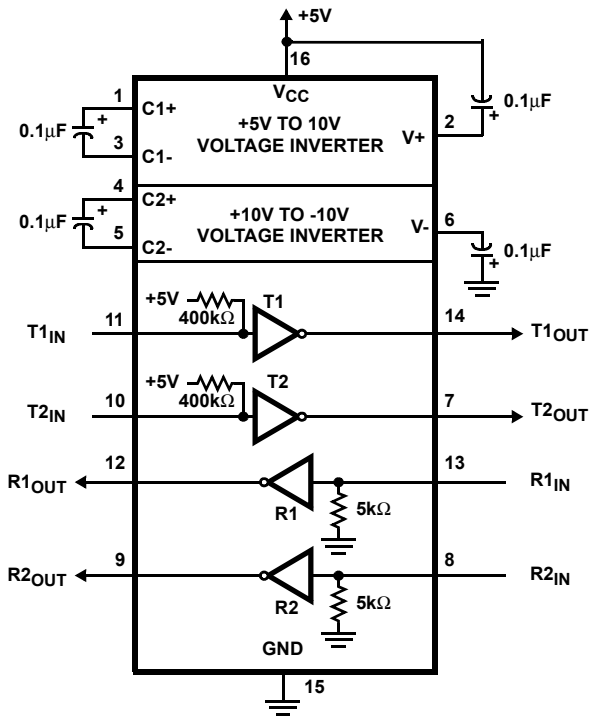 +5V
16
1
C1+
+
0.1μF
3
C1-
VCC
+5V TO 10V
VOLTAGE INVERTER
V+
2
0.1μF
+
4
C2+
+
0.1μF
5
C2-
+10V TO -10V
VOLTAGE INVERTER
V-
6
0.1μF
+
+5V
400kΩ
T1
T1IN
11
14
T1OUT
+5V
400kΩ
T2
T2IN
10
7
T2OUT
R1OUT
12
R1
5kΩ
13
R1IN
R2OUT
9
R2
5kΩ
8
R2IN
GND
15